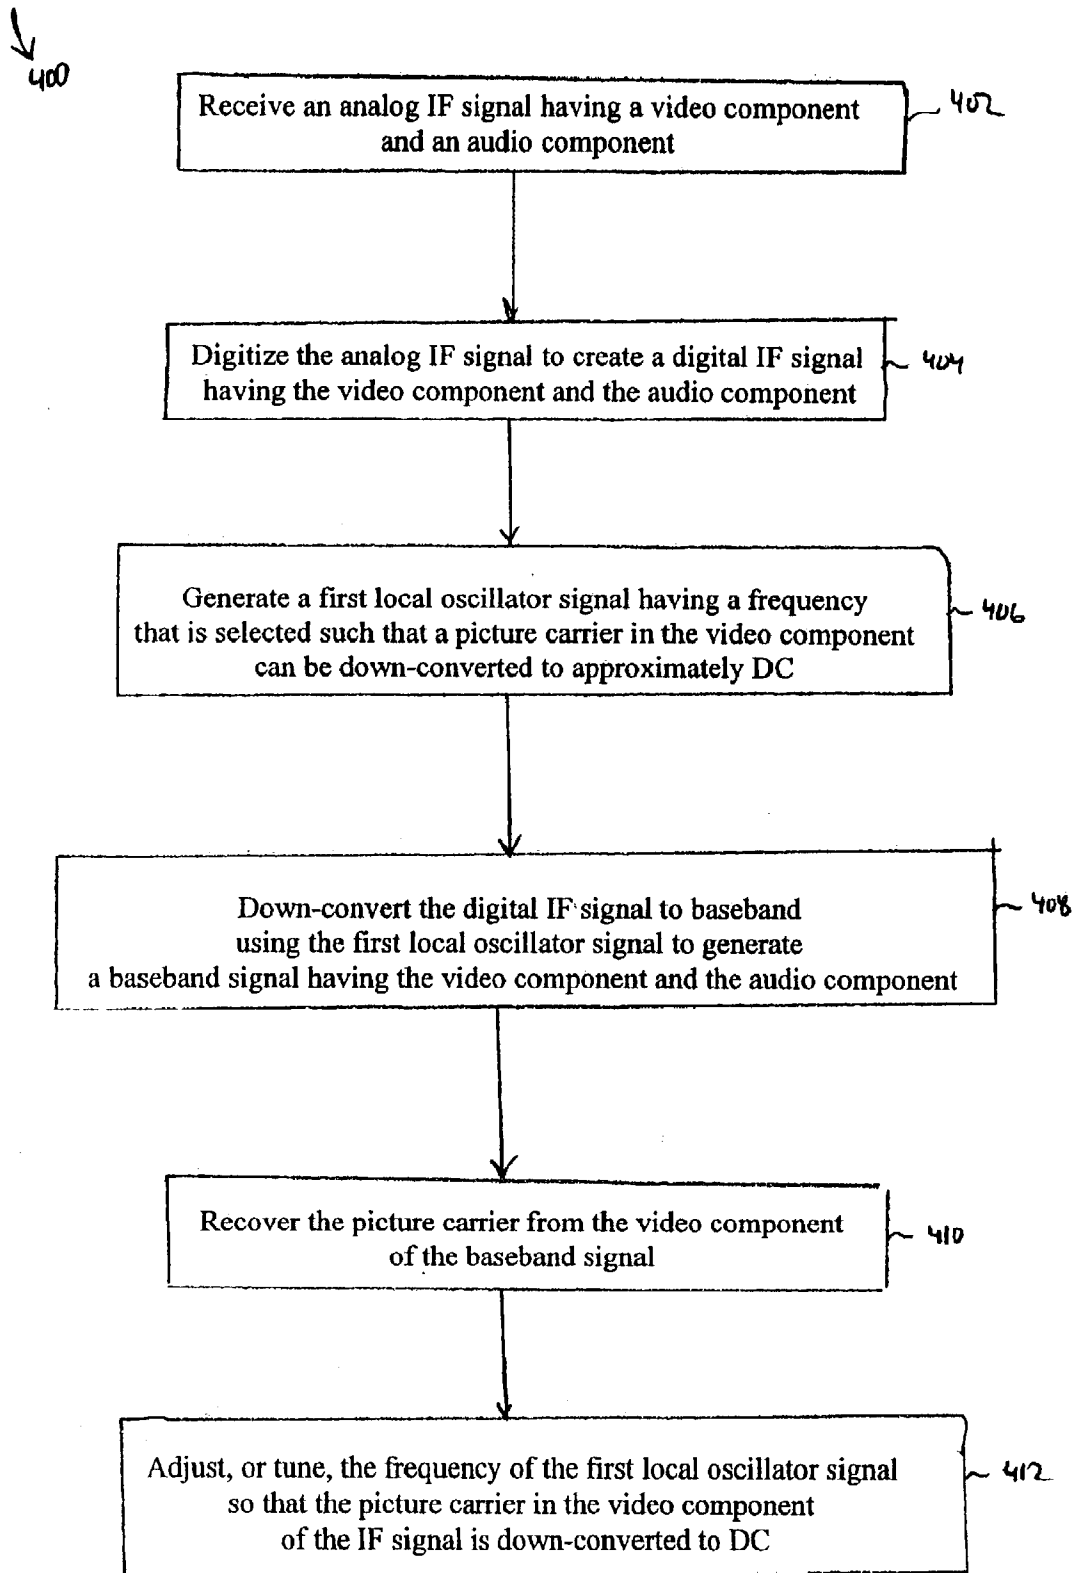 400
Receive an analog IF signal having a video component
and an audio component
402
Digitize the analog IF signal to create a digital IF signal
having the video component and the audio component
404
Generate a first local oscillator signal having a frequency
that is selected such that a picture carrier in the video component
can be down-converted to approximately DC
406
Down-convert the digital IF signal to baseband
using the first local oscillator signal to generate
a baseband signal having the video component and the audio component
408
Recover the picture carrier from the video component
of the baseband signal
410
Adjust, or tune, the frequency of the first local oscillator signal
so that the picture carrier in the video component
of the IF signal is down-converted to DC
412